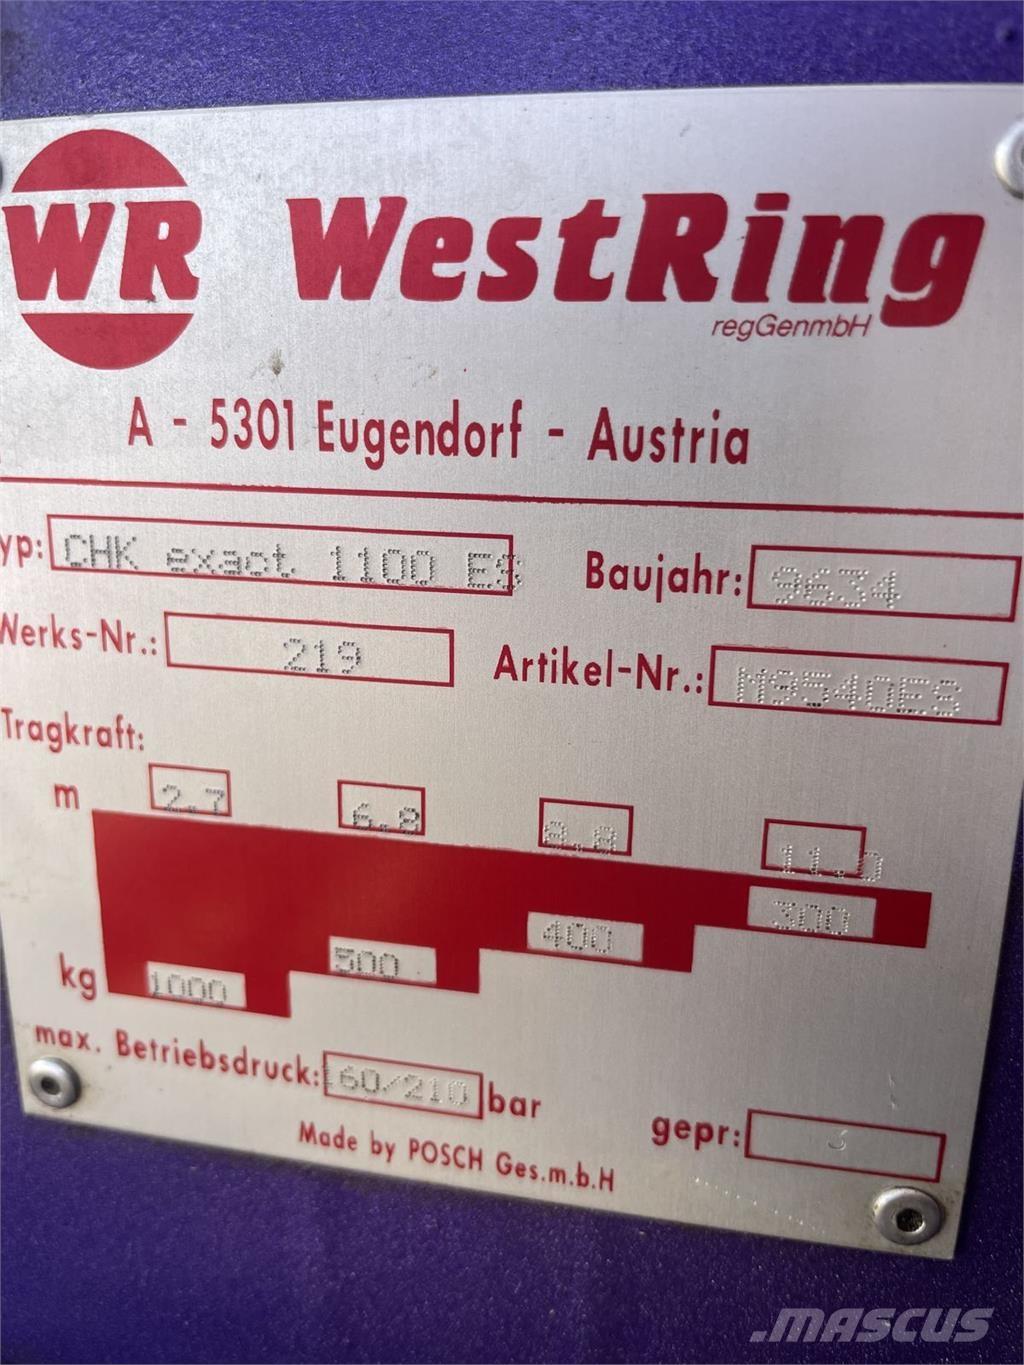 WR WestRing
regGenmbH
A - 5301 Eugendorf - Austria
yp: CHK exact 1100 ES Baujahr: 9634
Werks-Nr.: 219 Artikel-Nr.: M9540ES
Tragkraft:
m 2.7 6.8 8.8 11.0
kg 1000 500 400 300
max. Betriebsdruck: 160/210 bar
gepr: 3
Made by POSCH Ges.m.b.H
.MASCUS